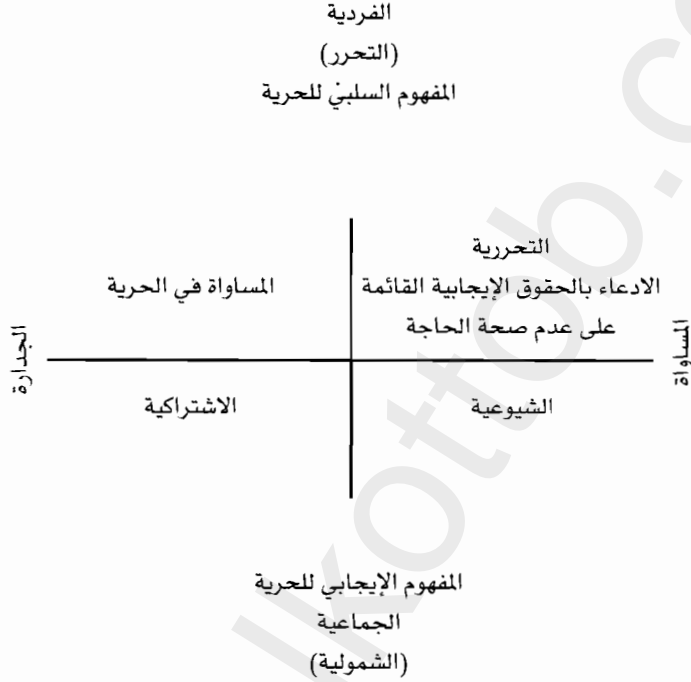 الفردية
(التحرر)
المفهوم السلبيّ للحرية
التحررية
الادعاء بالحقوق الإيجابية القائمة
على عدم صحة الحاجة
المساواة في الحرية
المساواة
الجدارة
الشيوعية
الاشتراكية
المفهوم الإيجابي للحرية
الجماعية
(الشمولية)